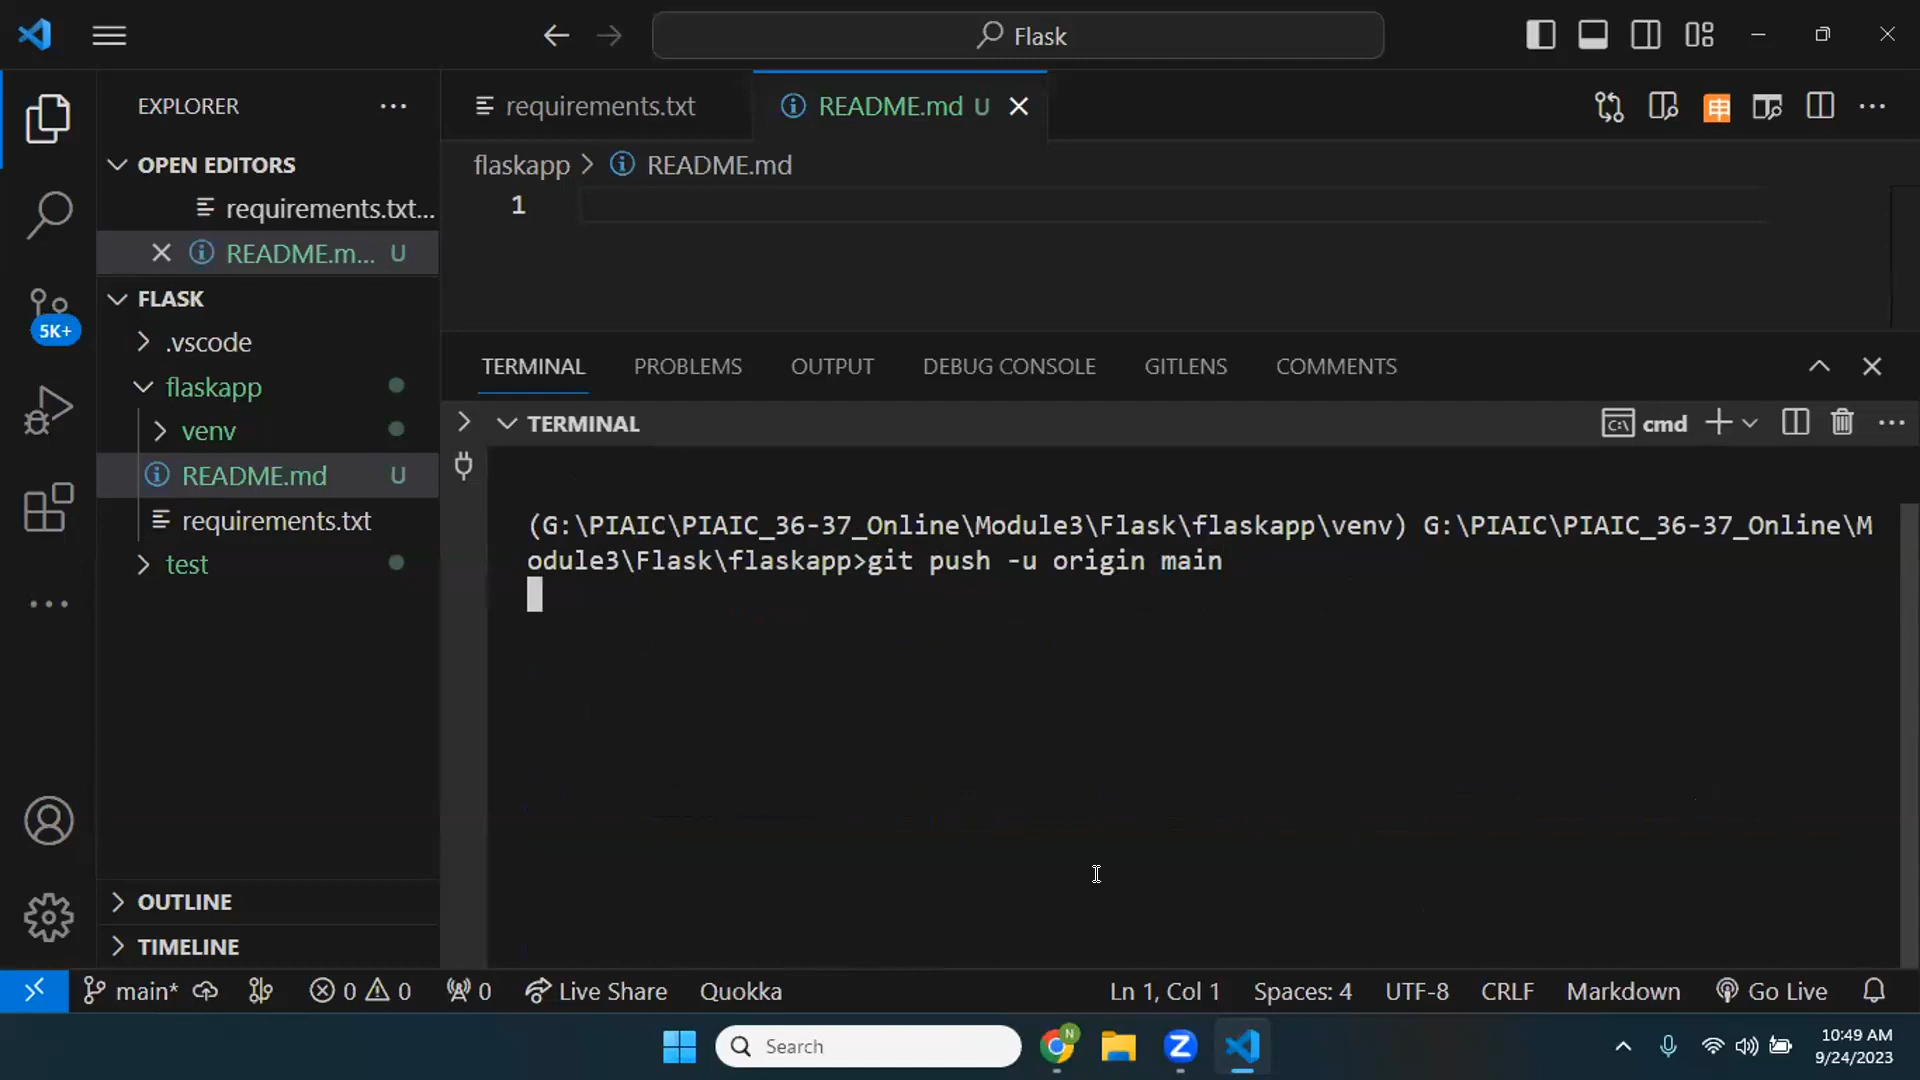 Flask
EXPLORER
requirements.txt
README.md U
OPEN EDITORS
flaskapp > README.md
requirements.txt...
1
README.m... U
FLASK
5K+
.vscode
TERMINAL PROBLEMS OUTPUT DEBUG CONSOLE GITLENS COMMENTS
flaskapp
TERMINAL
cmd
venv
README.md U
requirements.txt
(G:\PIAIC\PIAIC_36-37_Online\Module3\Flask\flaskapp\venv) G:\PIAIC\PIAIC_36-37_Online\M
odule3\Flask\flaskapp>git push -u origin main
test
OUTLINE
TIMELINE
main* 0 0 0 Live Share Quokka Ln 1, Col 1 Spaces: 4 UTF-8 CRLF Markdown Go Live
N
Search
Z
10:49 AM
9/24/2023